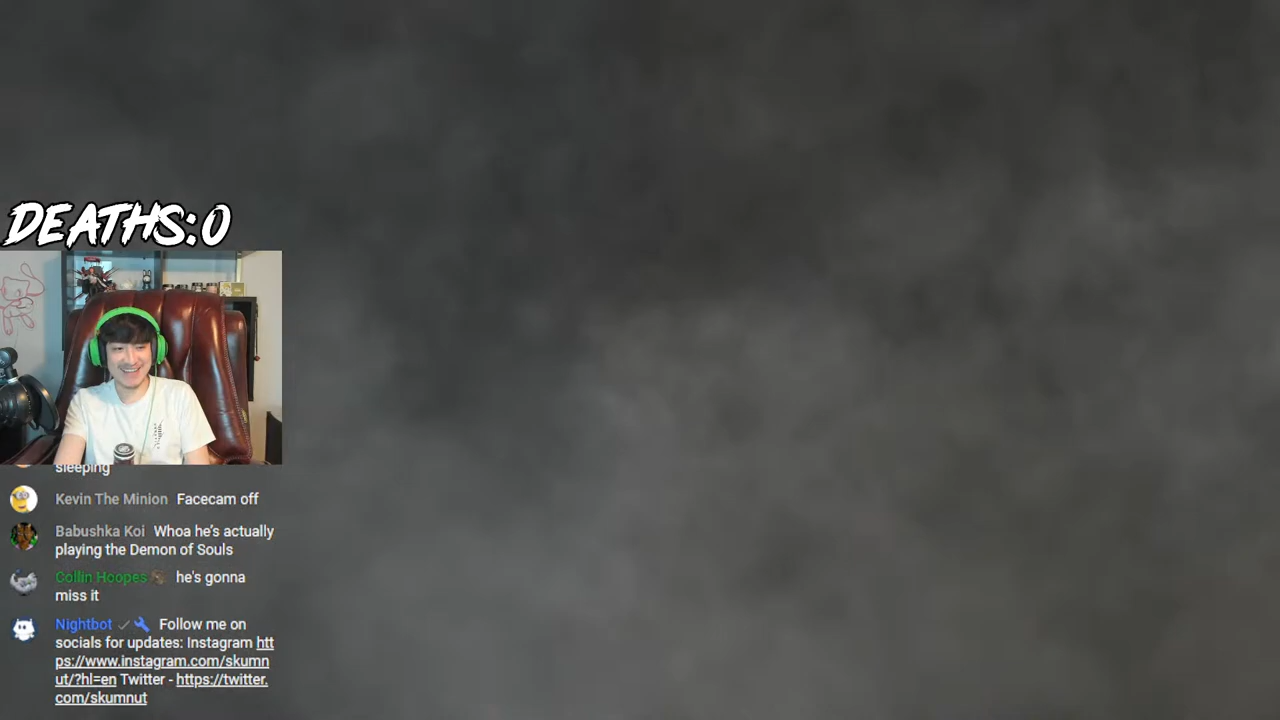 DEATHS:0
sleeping
Kevin The Minion Facecam off
Babushka Koi Whoa he's actually
playing the Demon of Souls
Collin Hoopes he's gonna
miss it
Nightbot Follow me on
socials for updates: Instagram htt
ps://www.instagram.com/skumn
ut/?hl=en Twitter - https://twitter.
com/skumnut